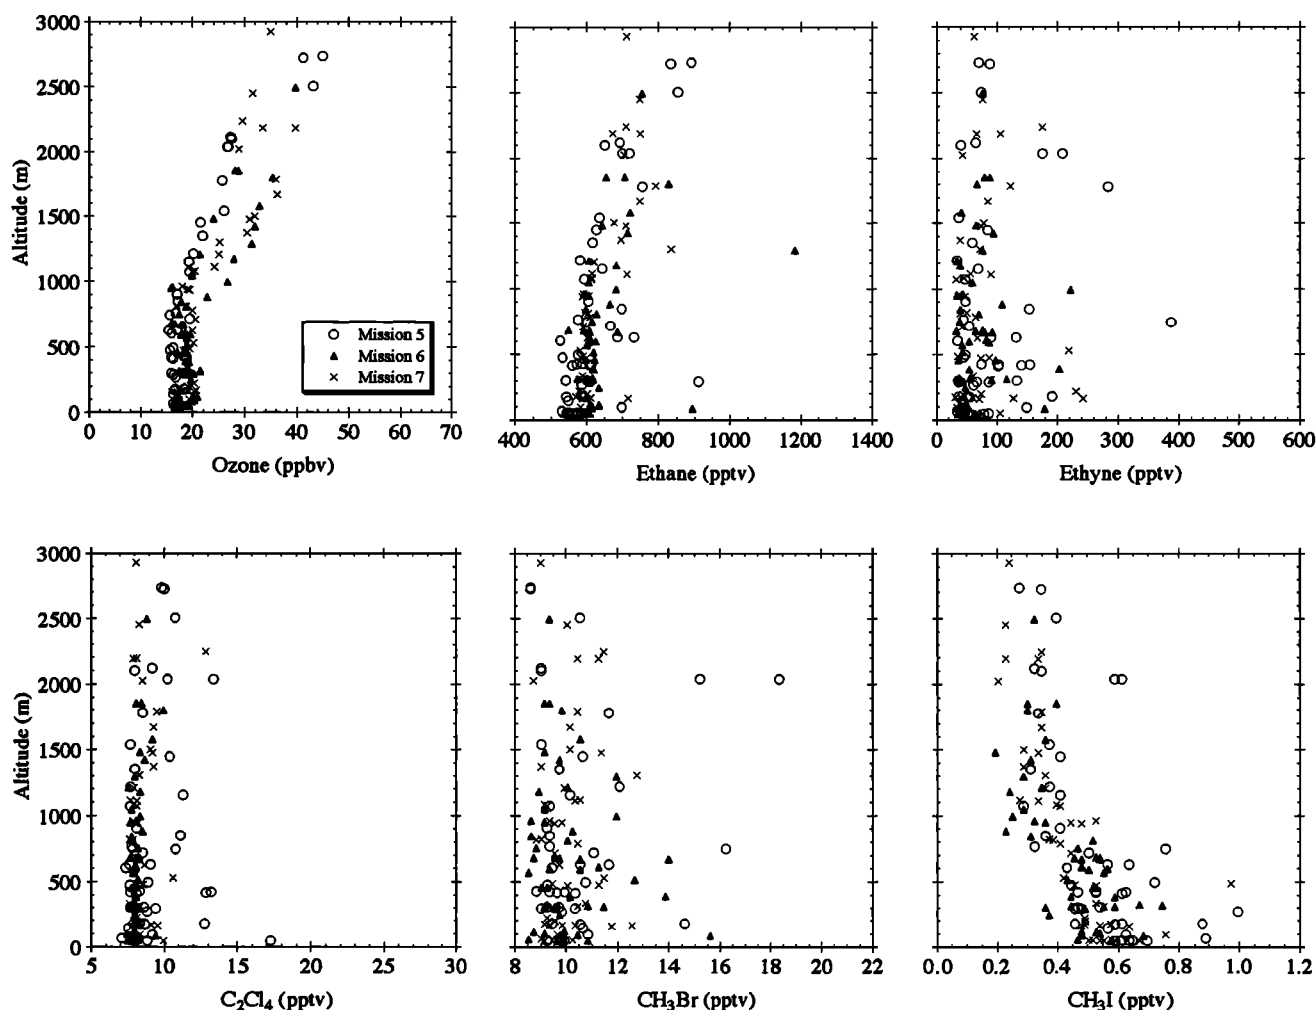 3000
2500
2000
1500
1000
500
0
Altitude (m)
0 10 20 30 40 50 60 70
Ozone (ppbv)
Mission 5
Mission 6
Mission 7
400 600 800 1000 1200 1400
Ethane (pptv)
0 100 200 300 400 500 600
Ethyne (pptv)
3000
2500
2000
1500
1000
500
0
Altitude (m)
5 10 15 20 25 30
C₂Cl₄ (pptv)
8 10 12 14 16 18 20 22
CH₃Br (pptv)
0.0 0.2 0.4 0.6 0.8 1.0 1.2
CH₃I (pptv)